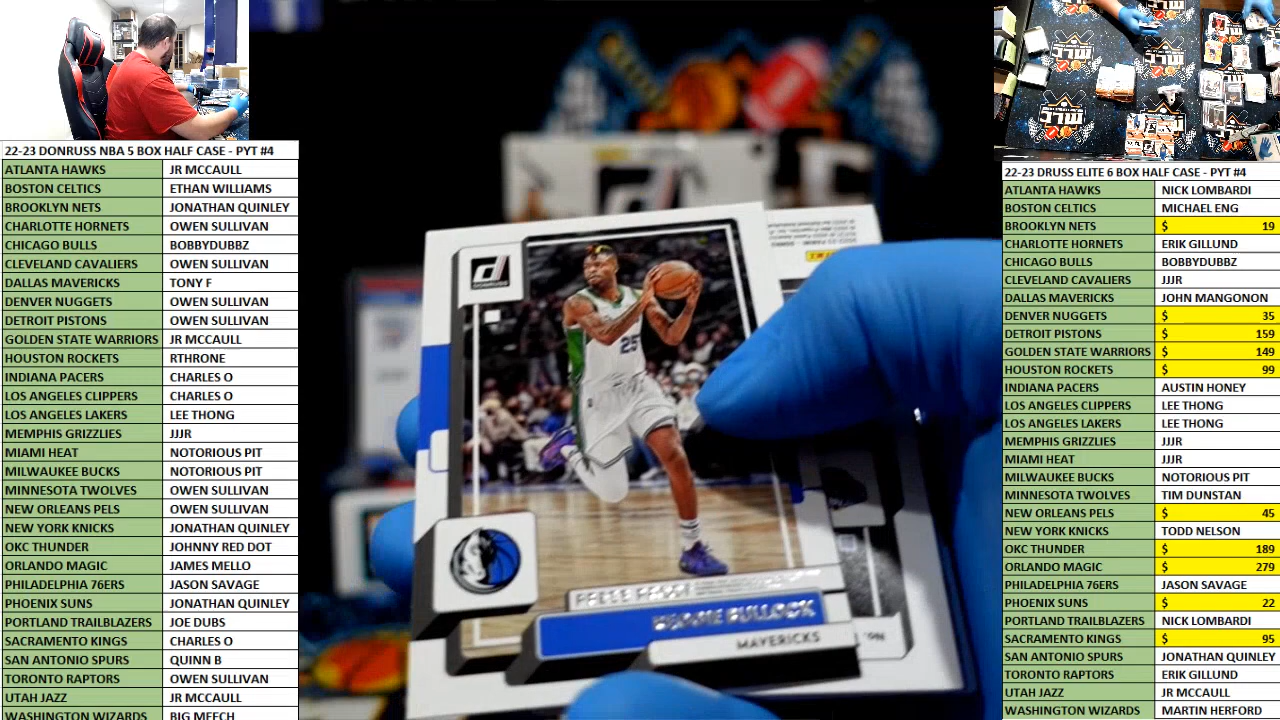 22-23 DONRUSS NBA 5 BOX HALF CASE - PYT #4
ATLANTA HAWKS JR MCCAULL
BOSTON CELTICS ETHAN WILLIAMS
BROOKLYN NETS JONATHAN QUINLEY
CHARLOTTE HORNETS OWEN SULLIVAN
CHICAGO BULLS BOBBYDUBBZ
CLEVELAND CAVALIERS OWEN SULLIVAN
DALLAS MAVERICKS TONY F
DENVER NUGGETS OWEN SULLIVAN
DETROIT PISTONS OWEN SULLIVAN
GOLDEN STATE WARRIORS JR MCCAULL
HOUSTON ROCKETS RTHRONE
INDIANA PACERS CHARLES O
LOS ANGELES CLIPPERS CHARLES O
LOS ANGELES LAKERS LEE THONG
MEMPHIS GRIZZLIES JJJR
MIAMI HEAT NOTORIOUS PIT
MILWAUKEE BUCKS NOTORIOUS PIT
MINNESOTA TWOLVES OWEN SULLIVAN
NEW ORLEANS PELS OWEN SULLIVAN
NEW YORK KNICKS JONATHAN QUINLEY
OKC THUNDER JOHNNY RED DOT
ORLANDO MAGIC JAMES MELLO
PHILADELPHIA 76ERS JASON SAVAGE
PHOENIX SUNS JONATHAN QUINLEY
PORTLAND TRAILBLAZERS JOE DUBS
SACRAMENTO KINGS CHARLES O
SAN ANTONIO SPURS QUINN B
TORONTO RAPTORS OWEN SULLIVAN
UTAH JAZZ JR MCCAULL
WASHINGTON WIZARDS BIG MEECH
DONRUSS
25
REGGIE BULLOCK
MAVERICKS
22-23 DRUSS ELITE 6 BOX HALF CASE - PYT #4
ATLANTA HAWKS NICK LOMBARDI
BOSTON CELTICS MICHAEL ENG
BROOKLYN NETS $ 19
CHARLOTTE HORNETS ERIK GILLUND
CHICAGO BULLS BOBBYDUBBZ
CLEVELAND CAVALIERS JJJR
DALLAS MAVERICKS JOHN MANGONON
DENVER NUGGETS $ 35
DETROIT PISTONS $ 159
GOLDEN STATE WARRIORS $ 149
HOUSTON ROCKETS $ 99
INDIANA PACERS AUSTIN HONEY
LOS ANGELES CLIPPERS LEE THONG
LOS ANGELES LAKERS LEE THONG
MEMPHIS GRIZZLIES JJJR
MIAMI HEAT JJJR
MILWAUKEE BUCKS NOTORIOUS PIT
MINNESOTA TWOLVES TIM DUNSTAN
NEW ORLEANS PELS $ 45
NEW YORK KNICKS TODD NELSON
OKC THUNDER $ 189
ORLANDO MAGIC $ 279
PHILADELPHIA 76ERS JASON SAVAGE
PHOENIX SUNS $ 22
PORTLAND TRAILBLAZERS NICK LOMBARDI
SACRAMENTO KINGS $ 95
SAN ANTONIO SPURS JONATHAN QUINLEY
TORONTO RAPTORS ERIK GILLUND
UTAH JAZZ JR MCCAULL
WASHINGTON WIZARDS MARTIN HERFORD